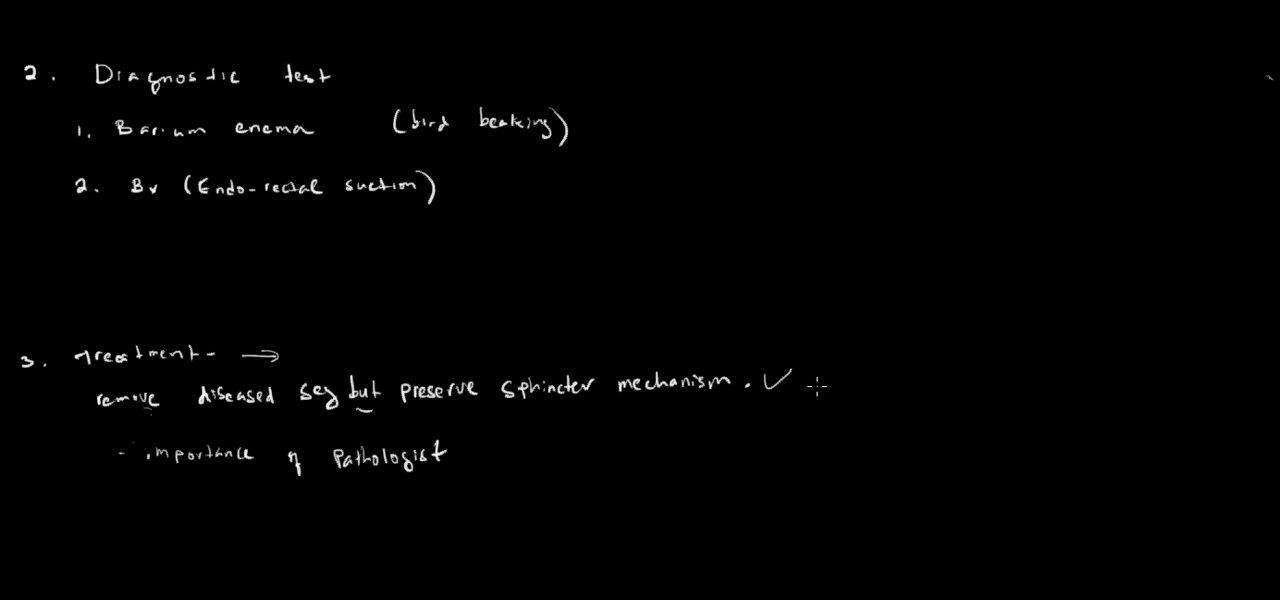 2. Diagnostic test
1. Barium enema (bird beaking)
2. Bx (Endo-rectal suction)
3. Treatment - →
remove diseased seg but preserve sphincter mechanism. ✓
- importance of Pathologist